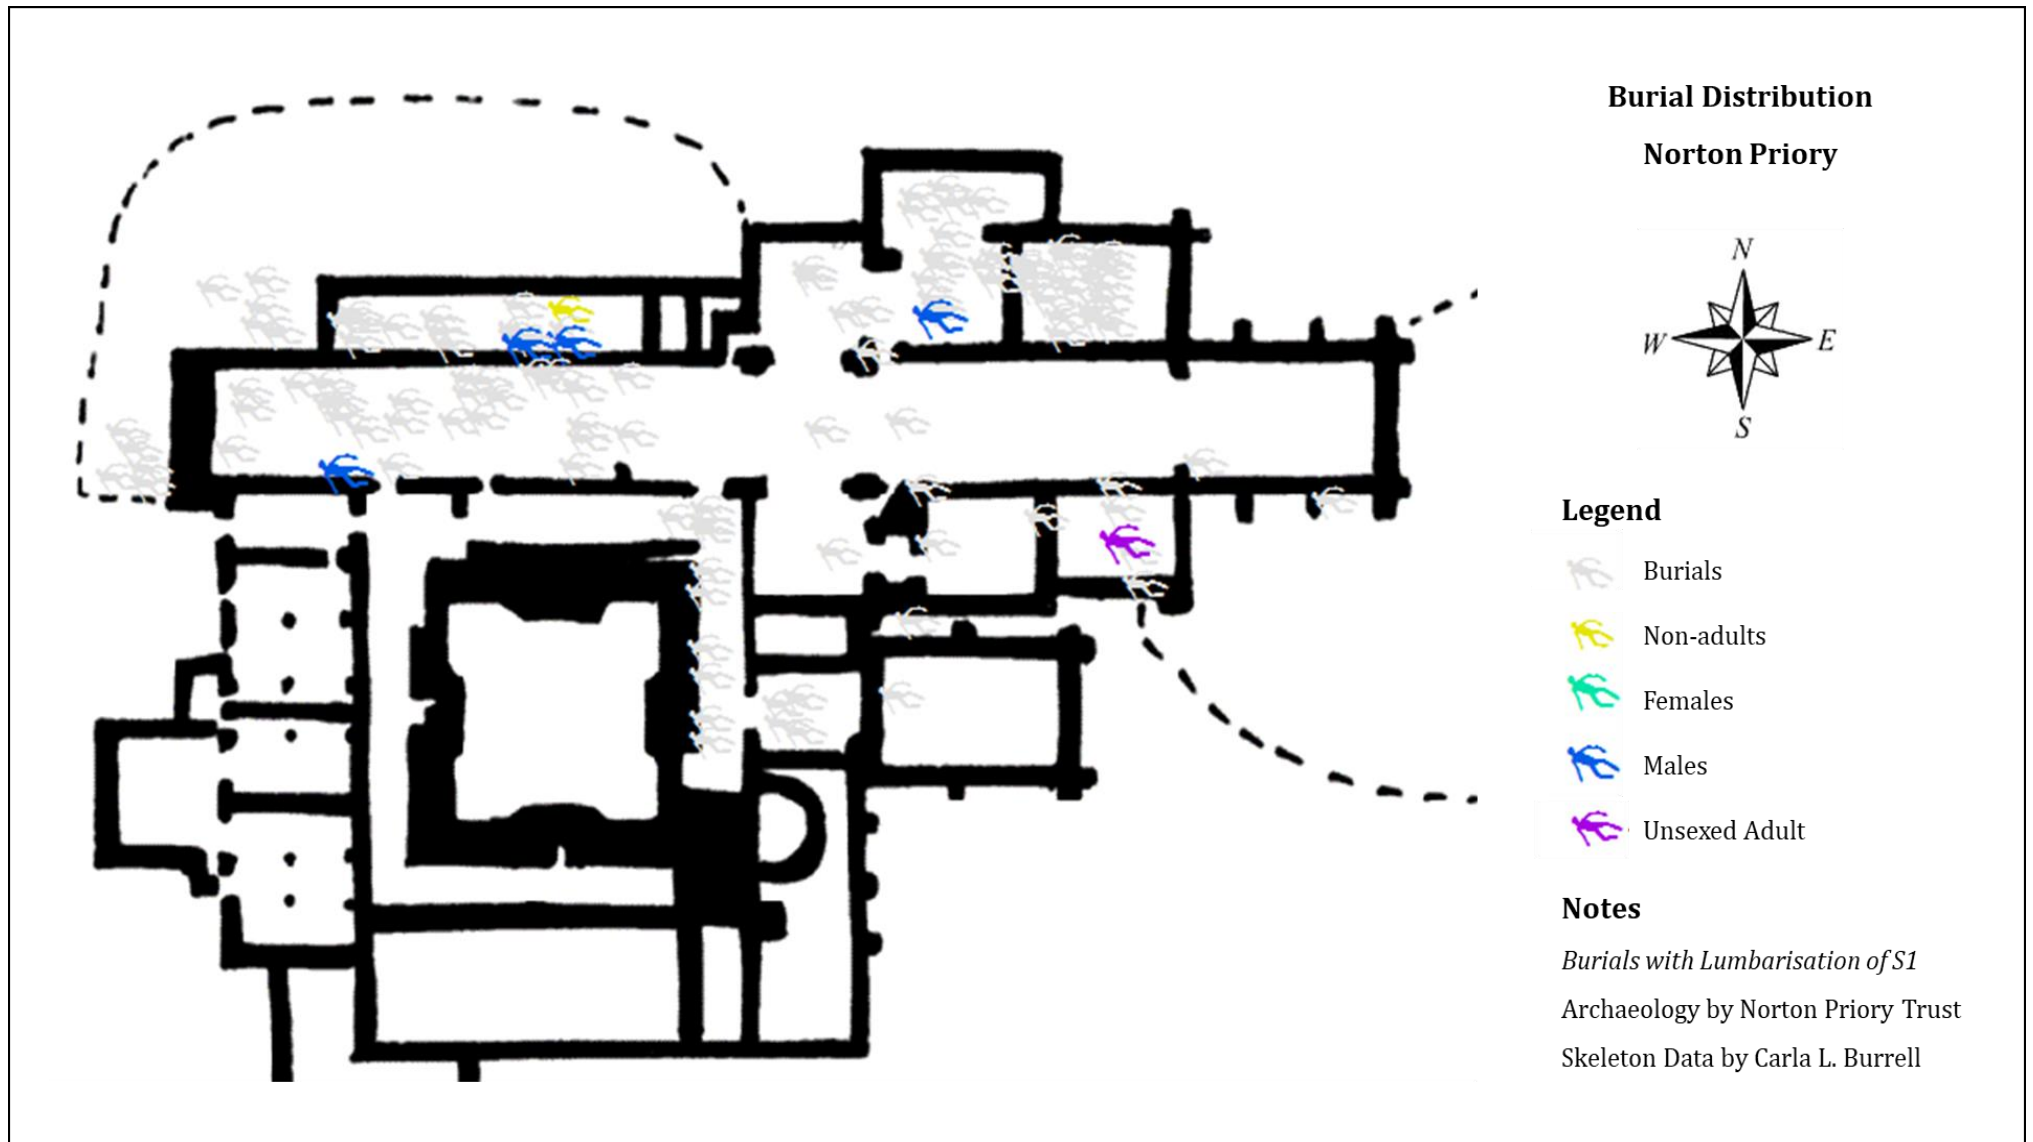 Burial Distribution
Norton Priory
N
W
E
S
Legend
Burials
Non-adults
Females
Males
Unsexed Adult
Notes
Burials with Lumbarisation of S1
Archaeology by Norton Priory Trust
Skeleton Data by Carla L. Burrell